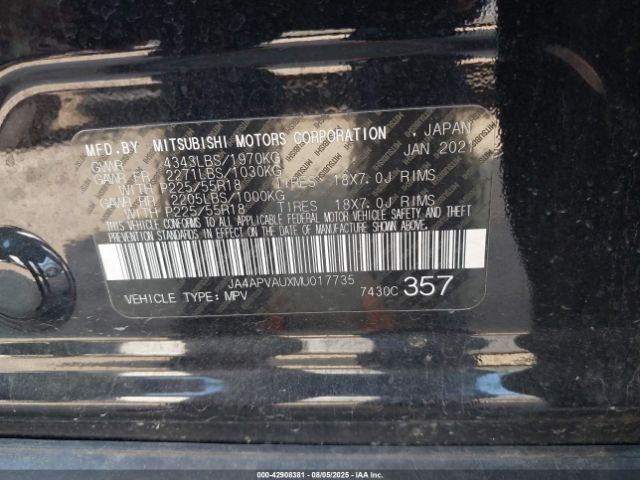 MFD.BY MITSUBISHI MOTORS CORPORATION , JAPAN
GVWR 4343LBS/1970KG JAN 2021
GAWR FR 2271LBS/1030KG
WITH P225/55R18 TIRES 18X7.0J RIMS
GAWR RR 2205LBS/1000KG
WITH P225/55R18 TIRES 18X7.0J RIMS
THIS VEHICLE CONFORMS TO ALL APPLICABLE FEDERAL MOTOR VEHICLE SAFETY AND THEFT
PREVENTION STANDARDS IN EFFECT ON THE DATE OF MANUFACTURE SHOWN ABOVE.
JA4APVAUXMU017735
VEHICLE TYPE: MPV 7430C 357
000-42908381 - 08/05/2025 - © IAA Holdings, LLC